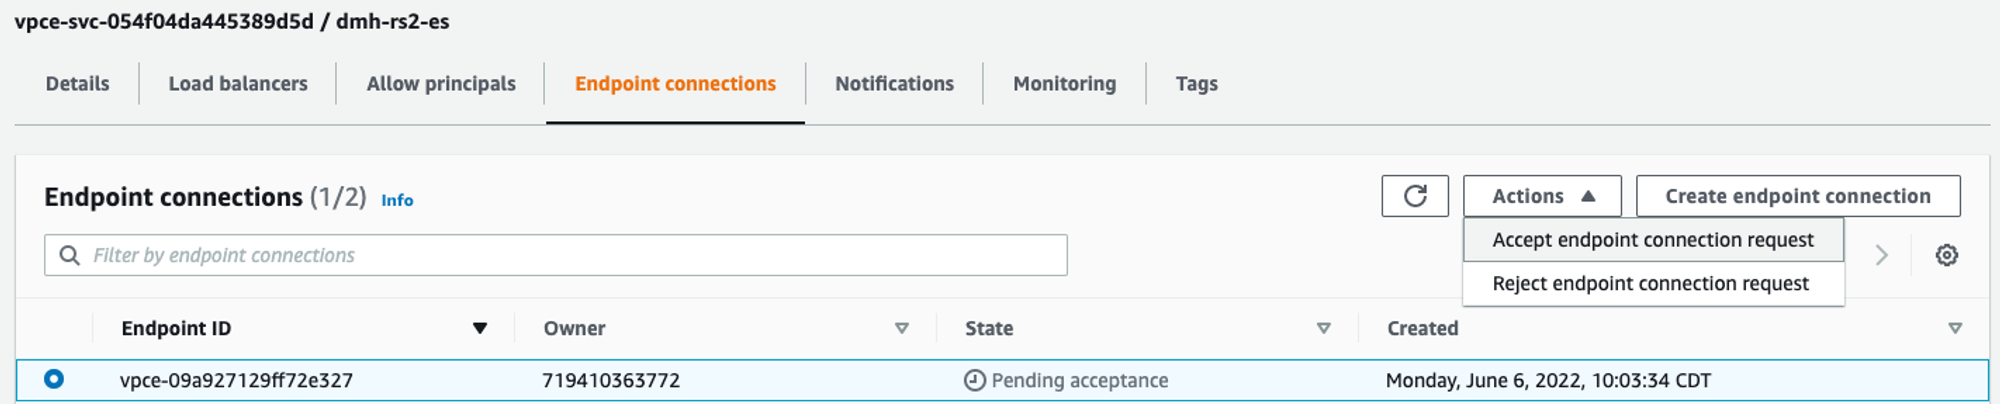 vpce-svc-054f04da445389d5d / dmh-rs2-es
Details Load balancers Allow principals Endpoint connections Notifications Monitoring Tags
Endpoint connections (1/2) Info
Actions Create endpoint connection
Filter by endpoint connections
Accept endpoint connection request
Reject endpoint connection request
Endpoint ID Owner State Created
vpce-09a927129ff72e327 719410363772 Pending acceptance Monday, June 6, 2022, 10:03:34 CDT